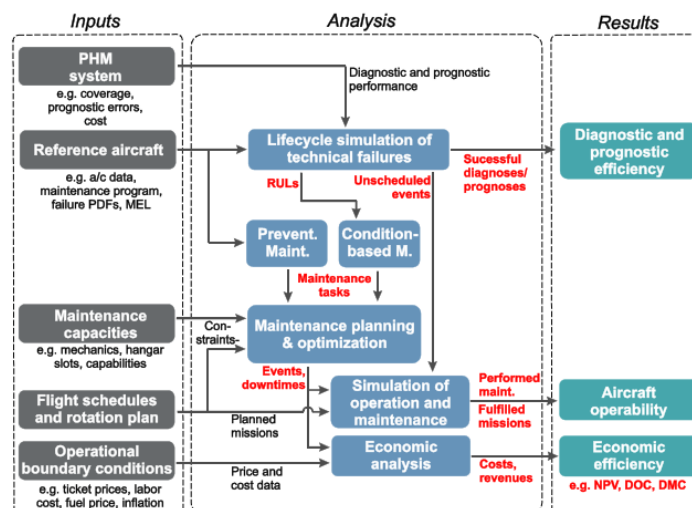 Inputs
Analysis
Results
PHM
system
e.g. coverage,
prognostic errors,
cost
Diagnostic and prognostic
performance
Reference aircraft
e.g. a/c data,
maintenance program,
failure PDFs, MEL
Lifecycle simulation of
technical failures
Sucessful
diagnoses/
prognoses
Diagnostic and
prognostic
efficiency
RULs
Unscheduled
events
Prevent.
Maint.
Condition-
based M.
Maintenance
tasks
Maintenance
capacities
e.g. mechanics, hangar
slots, capabilities
Con-
straints-
Maintenance planning
& optimization
Events,
downtimes
Flight schedules
and rotation plan
Planned
missions
Simulation of
operation and
maintenance
Performed
maint.
Fulfilled
missions
Aircraft
operability
Operational
boundary conditions
e.g. ticket prices, labor
cost, fuel price, inflation
Price and
cost data
Economic
analysis
Costs,
revenues
Economic
efficiency
e.g. NPV, DOC, DMC